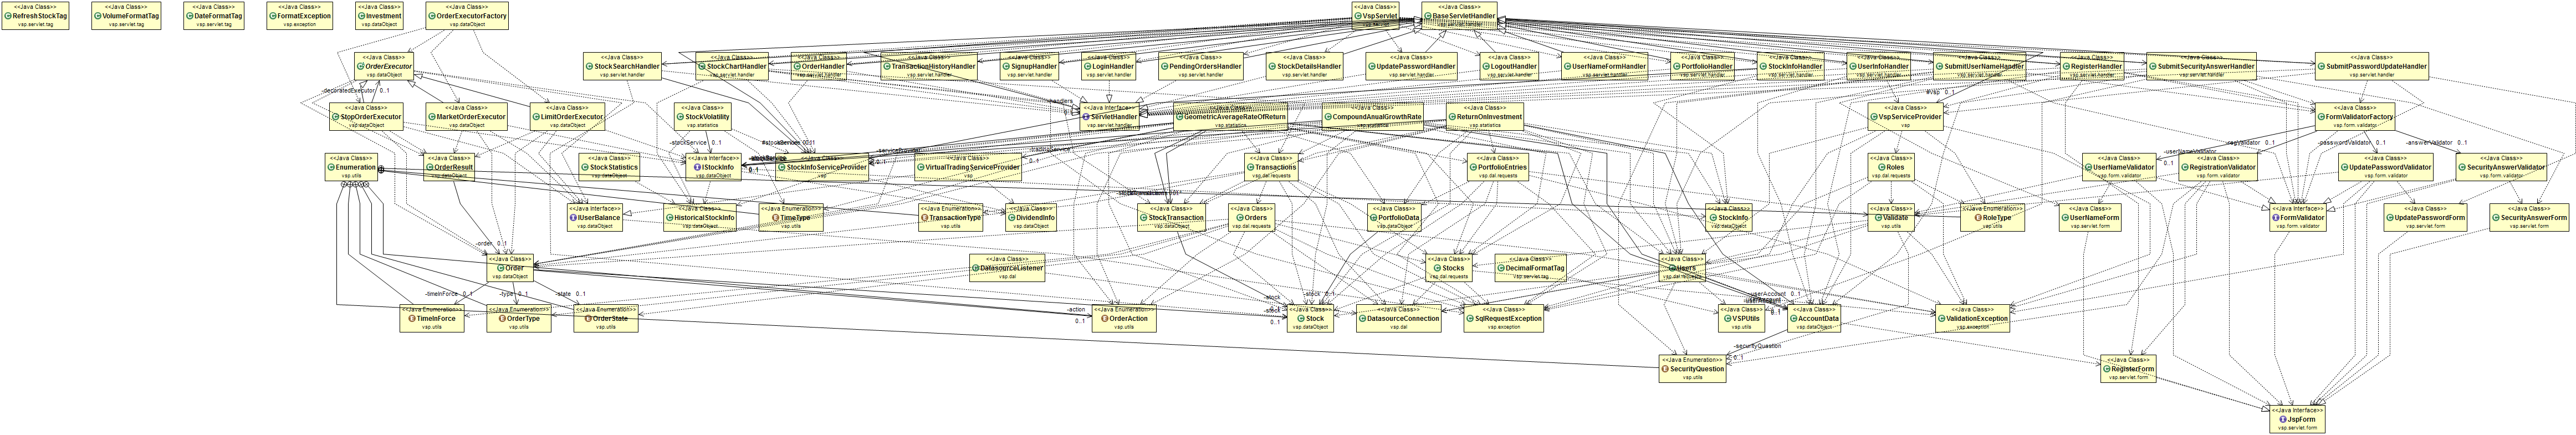 <<Java Class>>
RefreshStockTag
vsp.servlet.tag
<<Java Class>>
VolumeFormatTag
vsp.servlet.tag
<<Java Class>>
DateFormatTag
vsp.servlet.tag
<<Java Class>>
FormatException
vsp.exception
<<Java Class>>
Investment
vsp.dataObject
<<Java Class>>
OrderExecutorFactory
vsp.dataObject
<<Java Class>>
VspServlet
vsp.servlet
<<Java Class>>
BaseServletHandler
vsp.servlet.handler
<<Java Class>>
OrderExecutor
vsp.dataObject
<<Java Class>>
StockSearchHandler
vsp.servlet.handler
<<Java Class>>
StockChartHandler
vsp.servlet.handler
<<Java Class>>
OrderHandler
vsp.servlet.handler
<<Java Class>>
TransactionHistoryHandler
vsp.servlet.handler
<<Java Class>>
SignupHandler
vsp.servlet.handler
<<Java Class>>
LoginHandler
vsp.servlet.handler
<<Java Class>>
PendingOrdersHandler
vsp.servlet.handler
<<Java Class>>
StockDetailsHandler
vsp.servlet.handler
<<Java Class>>
UpdatePasswordHandler
vsp.servlet.handler
<<Java Class>>
LogoutHandler
vsp.servlet.handler
<<Java Class>>
UserNameFormHandler
vsp.servlet.handler
<<Java Class>>
PortfolioHandler
vsp.servlet.handler
<<Java Class>>
StockInfoHandler
vsp.servlet.handler
<<Java Class>>
UserInfoHandler
vsp.servlet.handler
<<Java Class>>
SubmitUserNameHandler
vsp.servlet.handler
<<Java Class>>
RegisterHandler
vsp.servlet.handler
<<Java Class>>
SubmitSecurityAnswerHandler
vsp.servlet.handler
<<Java Class>>
SubmitPasswordUpdateHandler
vsp.servlet.handler
-decoratedExecutor 0..1
-handlers
#vsp 0..1
<<Java Class>>
StopOrderExecutor
vsp.dataObject
<<Java Class>>
MarketOrderExecutor
vsp.dataObject
<<Java Class>>
LimitOrderExecutor
vsp.dataObject
<<Java Class>>
StockVolatility
vsp.statistics
<<Java Interface>>
ServletHandler
vsp.servlet.handler
<<Java Class>>
GeometricAverageRateOfReturn
vsp.statistics
<<Java Class>>
CompoundAnualGrowthRate
vsp.statistics
<<Java Class>>
ReturnOnInvestment
vsp.statistics
<<Java Class>>
VspServiceProvider
vsp
<<Java Class>>
FormValidatorFactory
vsp.form.validator
-stockService 0..1
-serviceProvider
0..1
-tradingService
0..1
-userNameValidator
-regValidator 0..1
-passwordValidator 0..1
-answerValidator 0..1
<<Java Class>>
Enumeration
vsp.utils
<<Java Class>>
OrderResult
vsp.dataObject
<<Java Class>>
StockStatistics
vsp.dataObject
<<Java Interface>>
IStockInfo
vsp.dataObject
<<Java Class>>
StockInfoServiceProvider
vsp
<<Java Class>>
VirtualTradingServiceProvider
vsp
<<Java Class>>
Transactions
vsp.dal.requests
<<Java Class>>
PortfolioEntries
vsp.dal.requests
<<Java Class>>
Roles
vsp.dal.requests
<<Java Class>>
UserNameValidator
vsp.form.validator
<<Java Class>>
RegistrationValidator
vsp.form.validator
<<Java Class>>
UpdatePasswordValidator
vsp.form.validator
<<Java Class>>
SecurityAnswerValidator
vsp.form.validator
<<Java Interface>>
IUserBalance
vsp.dataObject
<<Java Class>>
HistoricalStockInfo
vsp.dataObject
<<Java Enumeration>>
TimeType
vsp.utils
<<Java Enumeration>>
TransactionType
vsp.utils
<<Java Class>>
DividendInfo
vsp.dataObject
<<Java Class>>
StockTransaction
vsp.dataObject
<<Java Class>>
Orders
vsp.dal.requests
<<Java Class>>
PortfolioData
vsp.dataObject
<<Java Class>>
StockInfo
vsp.dataObject
<<Java Class>>
Validate
vsp.utils
<<Java Enumeration>>
RoleType
vsp.utils
<<Java Class>>
UserNameForm
vsp.servlet.form
<<Java Interface>>
FormValidator
vsp.form.validator
<<Java Class>>
UpdatePasswordForm
vsp.servlet.form
<<Java Class>>
SecurityAnswerForm
vsp.servlet.form
-order 0..1
<<Java Class>>
Order
vsp.dataObject
<<Java Class>>
DatasourceListener
vsp.dal
<<Java Class>>
Stocks
vsp.dal.requests
<<Java Class>>
DecimalFormatTag
vsp.servlet.tag
<<Java Class>>
Users
vsp.dal.requests
-timeInForce 0..1
-type 0..1
-state 0..1
-action
0..1
-stock
-stock
0..1
-stock 0..1
-userAccount 0..1
<<Java Enumeration>>
TimeInForce
vsp.utils
<<Java Enumeration>>
OrderType
vsp.utils
<<Java Enumeration>>
OrderState
vsp.utils
<<Java Enumeration>>
OrderAction
vsp.utils
<<Java Class>>
Stock
vsp.dataObject
<<Java Class>>
DatasourceConnection
vsp.dal
<<Java Class>>
SqlRequestException
vsp.exception
<<Java Class>>
VSPUtils
vsp.utils
<<Java Class>>
AccountData
vsp.dataObject
<<Java Class>>
ValidationException
vsp.exception
-securityQuestion
0..1
<<Java Enumeration>>
SecurityQuestion
vsp.utils
<<Java Class>>
RegisterForm
vsp.servlet.form
<<Java Interface>>
JspForm
vsp.servlet.form